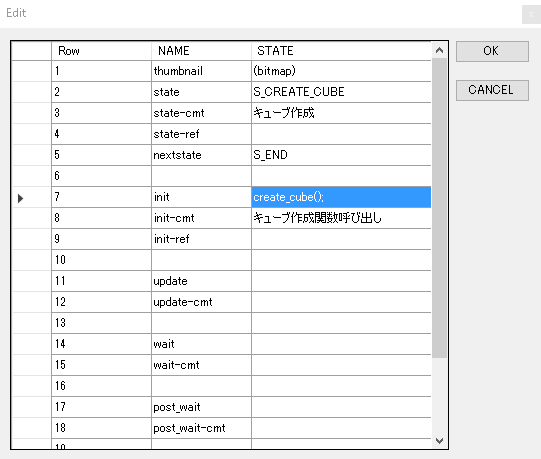 Edit
Row NAME STATE
1 thumbnail (bitmap)
2 state S_CREATE_CUBE
3 state-cmt キューブ作成
4 state-ref
5 nextstate S_END
6
7 init create_cube();
8 init-cmt キューブ作成関数呼び出し
9 init-ref
10
11 update
12 update-cmt
13
14 wait
15 wait-cmt
16
17 post_wait
18 post_wait-cmt
OK
CANCEL